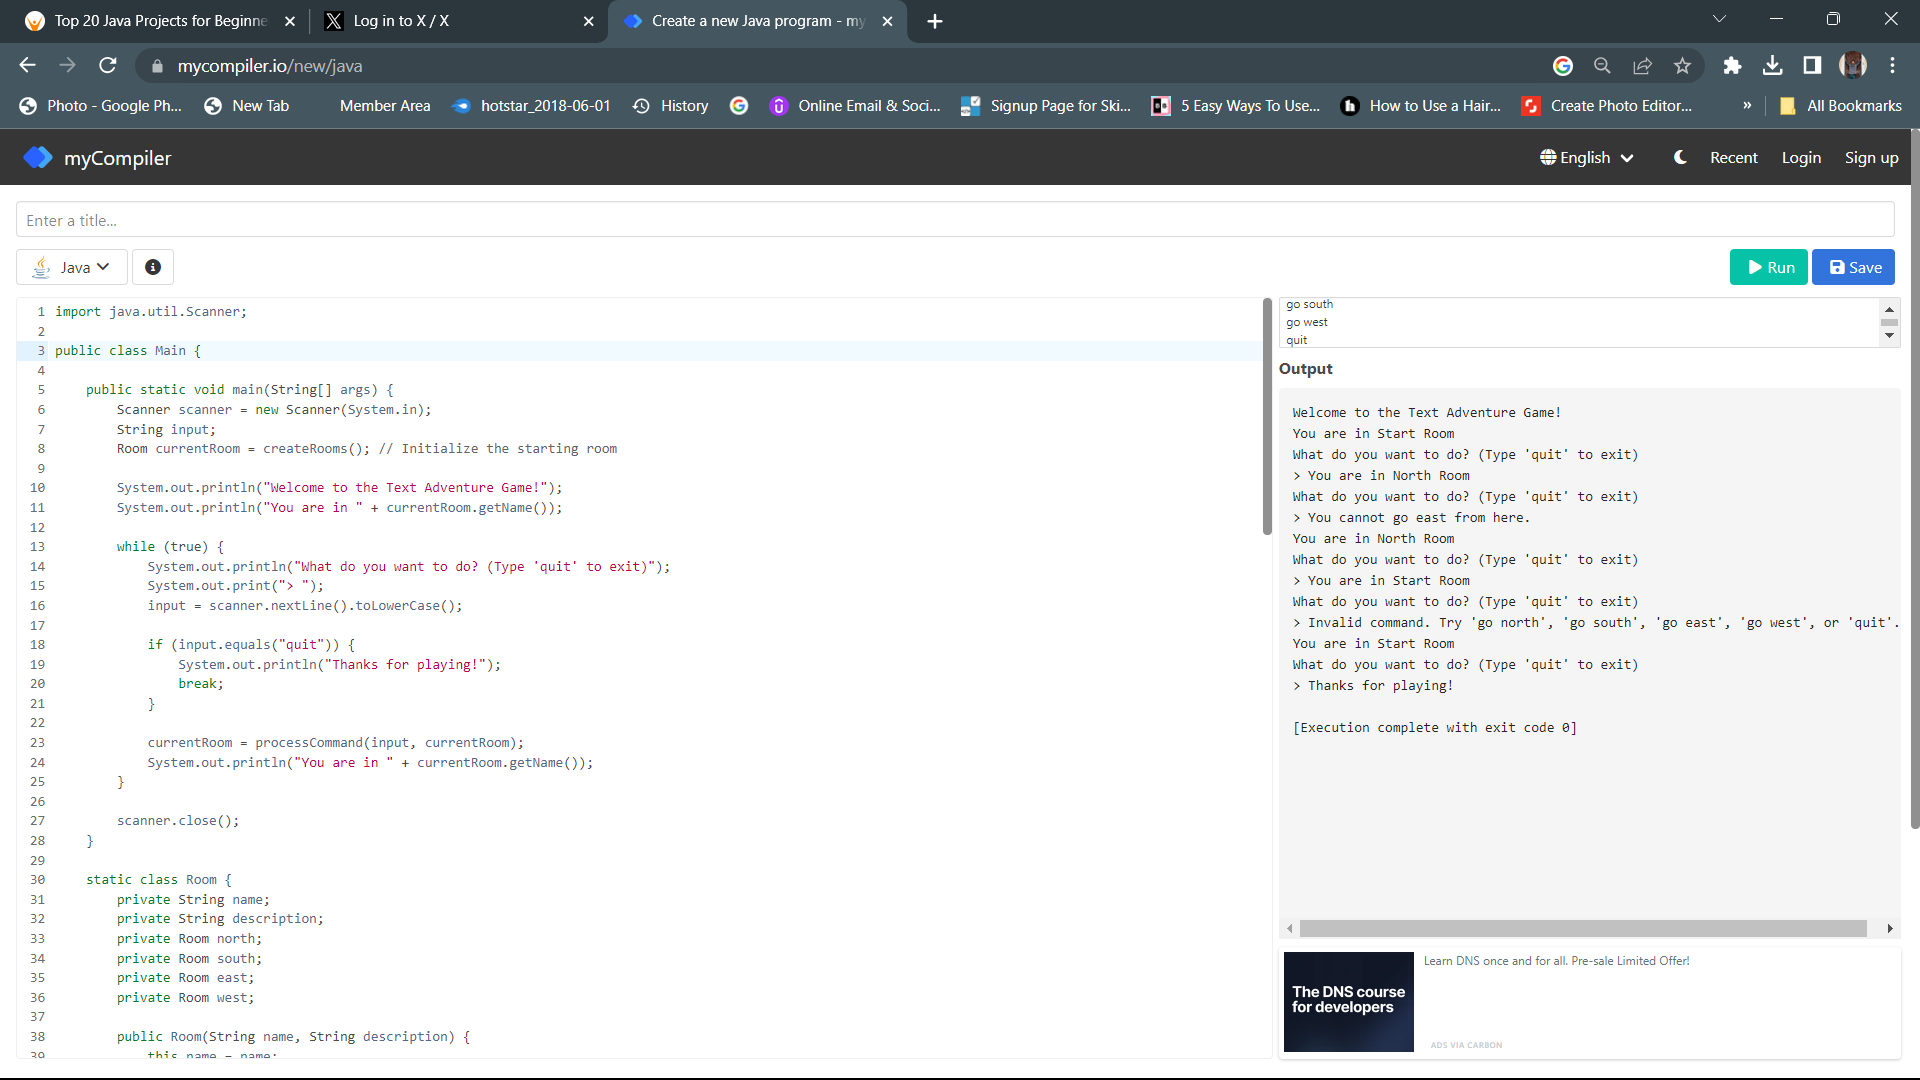 Top 20 Java Projects for Beginne
Log in to X / X
Create a new Java program - my
mycompiler.io/new/java
Photo - Google Ph...
New Tab
Member Area
hotstar_2018-06-01
History
Online Email & Soci...
Signup Page for Ski...
5 Easy Ways To Use...
How to Use a Hair...
Create Photo Editor...
»
All Bookmarks
myCompiler
English
Recent
Login
Sign up
Enter a title...
Java
Run
Save
1 import java.util.Scanner;
2
3 public class Main {
4
5 public static void main(String[] args) {
6 Scanner scanner = new Scanner(System.in);
7 String input;
8 Room currentRoom = createRooms(); // Initialize the starting room
9
10 System.out.println("Welcome to the Text Adventure Game!");
11 System.out.println("You are in " + currentRoom.getName());
12
13 while (true) {
14 System.out.println("What do you want to do? (Type 'quit' to exit)");
15 System.out.print("> ");
16 input = scanner.nextLine().toLowerCase();
17
18 if (input.equals("quit")) {
19 System.out.println("Thanks for playing!");
20 break;
21 }
22
23 currentRoom = processCommand(input, currentRoom);
24 System.out.println("You are in " + currentRoom.getName());
25 }
26
27 scanner.close();
28 }
29
30 static class Room {
31 private String name;
32 private String description;
33 private Room north;
34 private Room south;
35 private Room east;
36 private Room west;
37
38 public Room(String name, String description) {
39 this name = name;
go south
go west
quit
Output
Welcome to the Text Adventure Game!
You are in Start Room
What do you want to do? (Type 'quit' to exit)
> You are in North Room
What do you want to do? (Type 'quit' to exit)
> You cannot go east from here.
You are in North Room
What do you want to do? (Type 'quit' to exit)
> You are in Start Room
What do you want to do? (Type 'quit' to exit)
> Invalid command. Try 'go north', 'go south', 'go east', 'go west', or 'quit'.
You are in Start Room
What do you want to do? (Type 'quit' to exit)
> Thanks for playing!
[Execution complete with exit code 0]
The DNS course
for developers
Learn DNS once and for all. Pre-sale Limited Offer!
ADS VIA CARBON